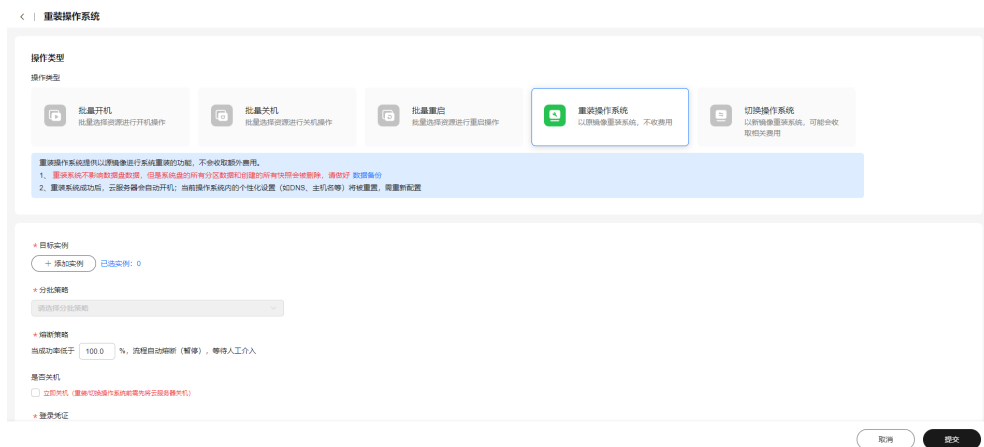 重装操作系统
操作类型
操作类型
批量开机
批量选择资源进行开机操作
批量关机
批量选择资源进行关机操作
批量重启
批量选择资源进行重启操作
重装操作系统
以原镜像重装系统，不收费用
切换操作系统
以新镜像重装系统，可能会收
取相关费用
重装操作系统提供以原镜像进行系统重装的功能，不会收取额外费用。
1、 重装系统不影响数据盘数据，但是系统盘的所有分区数据和创建的所有快照会被删除，请做好 数据备份
2、重装系统成功后，云服务器会自动开机；当前操作系统内的个性化设置（如DNS、主机名等）将被重置，需重新配置
* 目标实例
+ 添加实例 已选实例：0
* 分批策略
请选择分批策略
* 熔断策略
当成功率低于 100.0 %，流程自动熔断（暂停），等待人工介入
是否关机
立即关机（重装/切换操作系统前需先将云服务器关机）
* 登录凭证
取消 提交